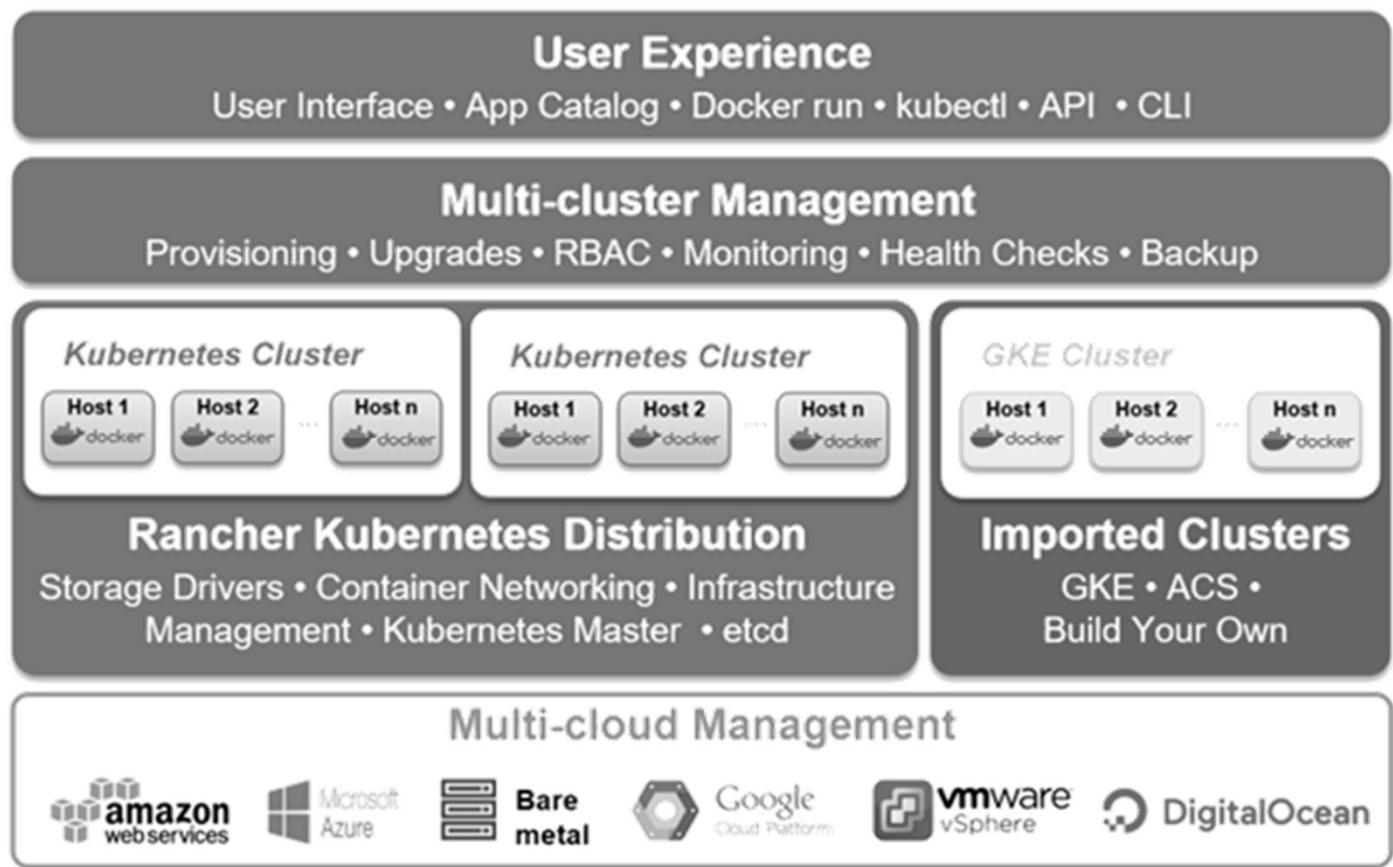 User Experience
User Interface • App Catalog • Docker run • kubectl • API • CLI
Multi-cluster Management
Provisioning • Upgrades • RBAC • Monitoring • Health Checks • Backup
Kubernetes Cluster
Host 1
docker
Host 2
docker
...
Host n
docker
Kubernetes Cluster
Host 1
docker
Host 2
docker
...
Host n
docker
Rancher Kubernetes Distribution
Storage Drivers • Container Networking • Infrastructure
Management • Kubernetes Master • etcd
GKE Cluster
Host 1
docker
Host 2
docker
...
Host n
docker
Imported Clusters
GKE • ACS •
Build Your Own
Multi-cloud Management
amazon
web services
Microsoft
Azure
Bare
metal
Google
Cloud Platform
vmware
vSphere
DigitalOcean